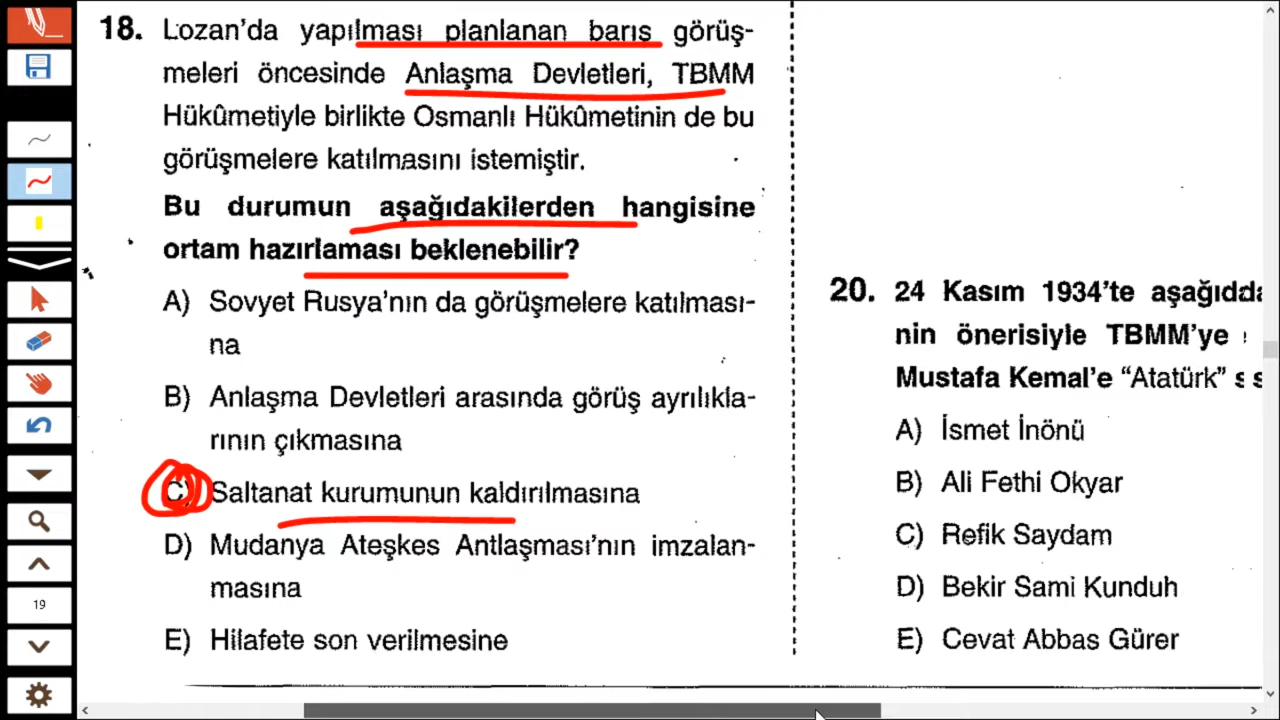 18. Lozan'da yapılması planlanan barıs görüş-
meleri öncesinde Anlaşma Devletleri, TBMM
Hükûmetiyle birlikte Osmanlı Hükûmetinin de bu
görüşmelere katılmasını istemiştir.
Bu durumun aşağıdakilerden hangisine
ortam hazırlaması beklenebilir?
A) Sovyet Rusya'nın da görüşmelere katılması-
na
B) Anlaşma Devletleri arasında görüş ayrılıkla-
rının çıkmasına
C) Saltanat kurumunun kaldırılmasına
D) Mudanya Ateşkes Antlaşması'nın imzalan-
masına
E) Hilafete son verilmesine
20. 24 Kasım 1934'te
nin önerisiyle TBMM'ye
Mustafa Kemal'e "Atatürk"
A) İsmet İnönü
B) Ali Fethi Okyar
C) Refik Saydam
D) Bekir Sami Kunduh
E) Cevat Abbas Gürer
19